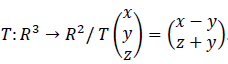 T: R³ → R² / T (x y z) = (x − y z + y).